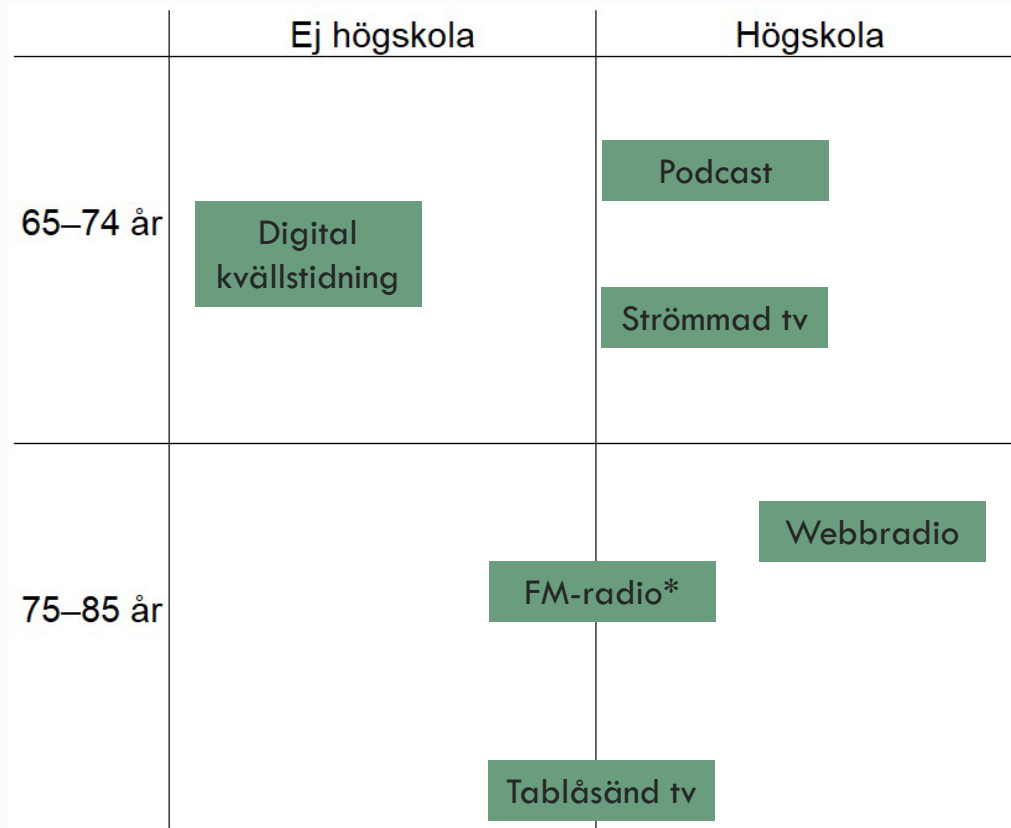 Ej högskola
Högskola
65–74 år
Podcast
Digital
kvällstidning
Strömmad tv
75–85 år
Webbradio
FM-radio*
Tablåsänd tv